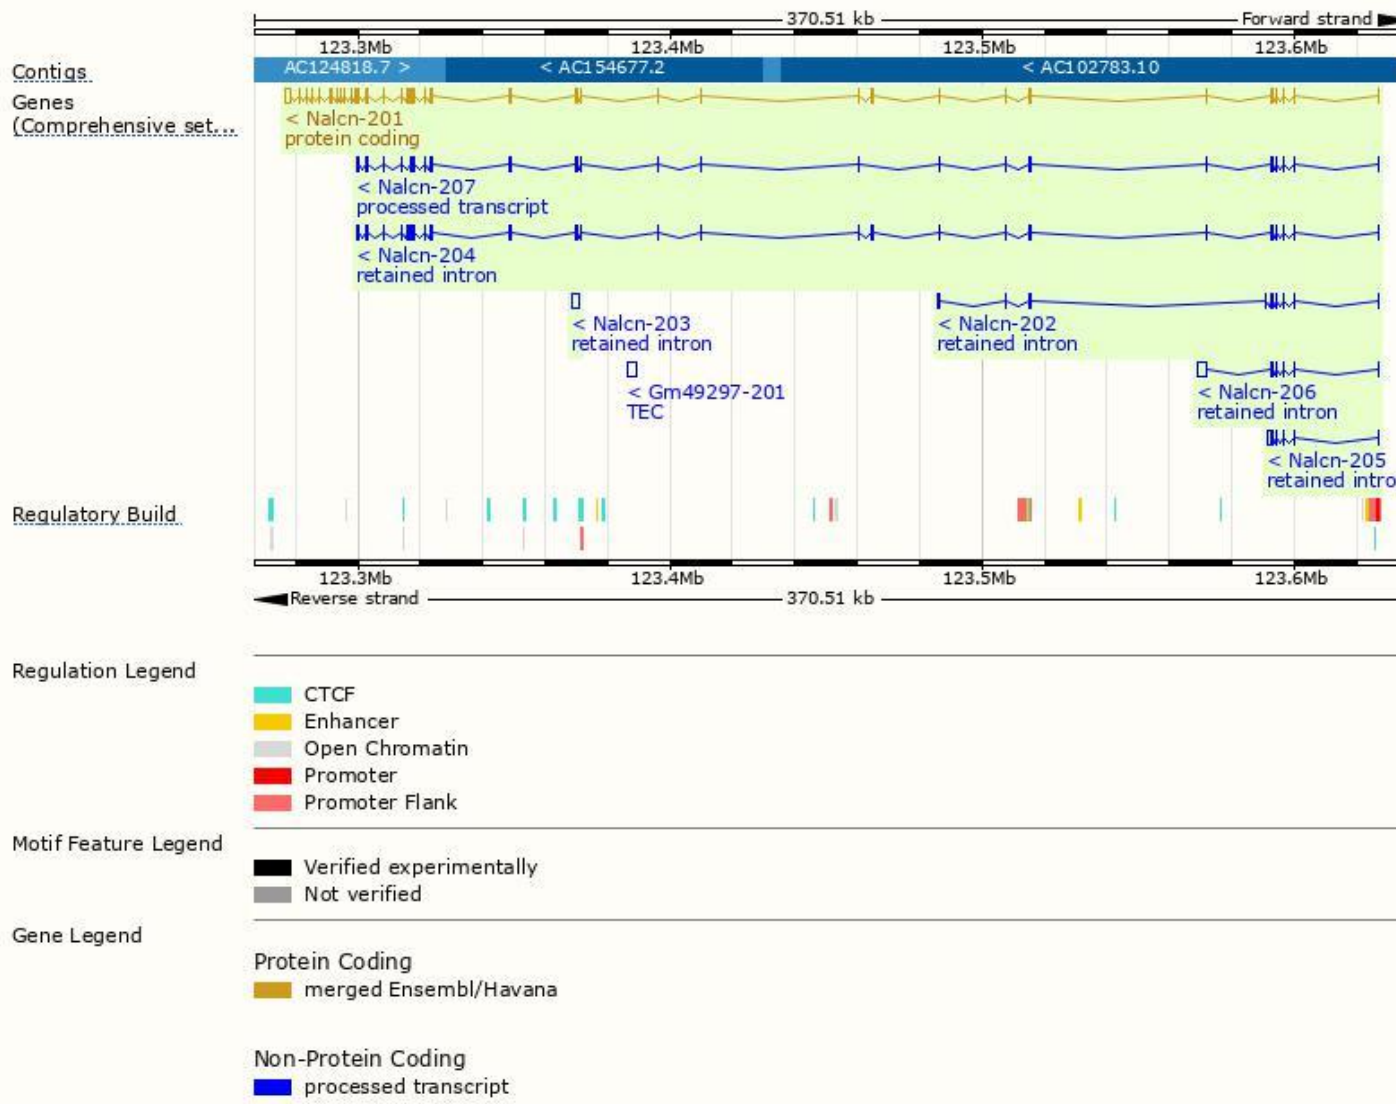 370.51 kb Forward strand
123.3Mb 123.4Mb 123.5Mb 123.6Mb
Contigs AC124818.7 > < AC154677.2 < AC102783.10
Genes
(Comprehensive set...
< Nalcn-201
protein coding
< Nalcn-207
processed transcript
< Nalcn-204
retained intron
< Nalcn-203 < Nalcn-202
retained intron retained intron
< Gm49297-201 < Nalcn-206
TEC retained intron
< Nalcn-205
retained intro
Regulatory Build
123.3Mb 123.4Mb 123.5Mb 123.6Mb
Reverse strand 370.51 kb
Regulation Legend
CTCF
Enhancer
Open Chromatin
Promoter
Promoter Flank
Motif Feature Legend
Verified experimentally
Not verified
Gene Legend
Protein Coding
merged Ensembl/Havana
Non-Protein Coding
processed transcript